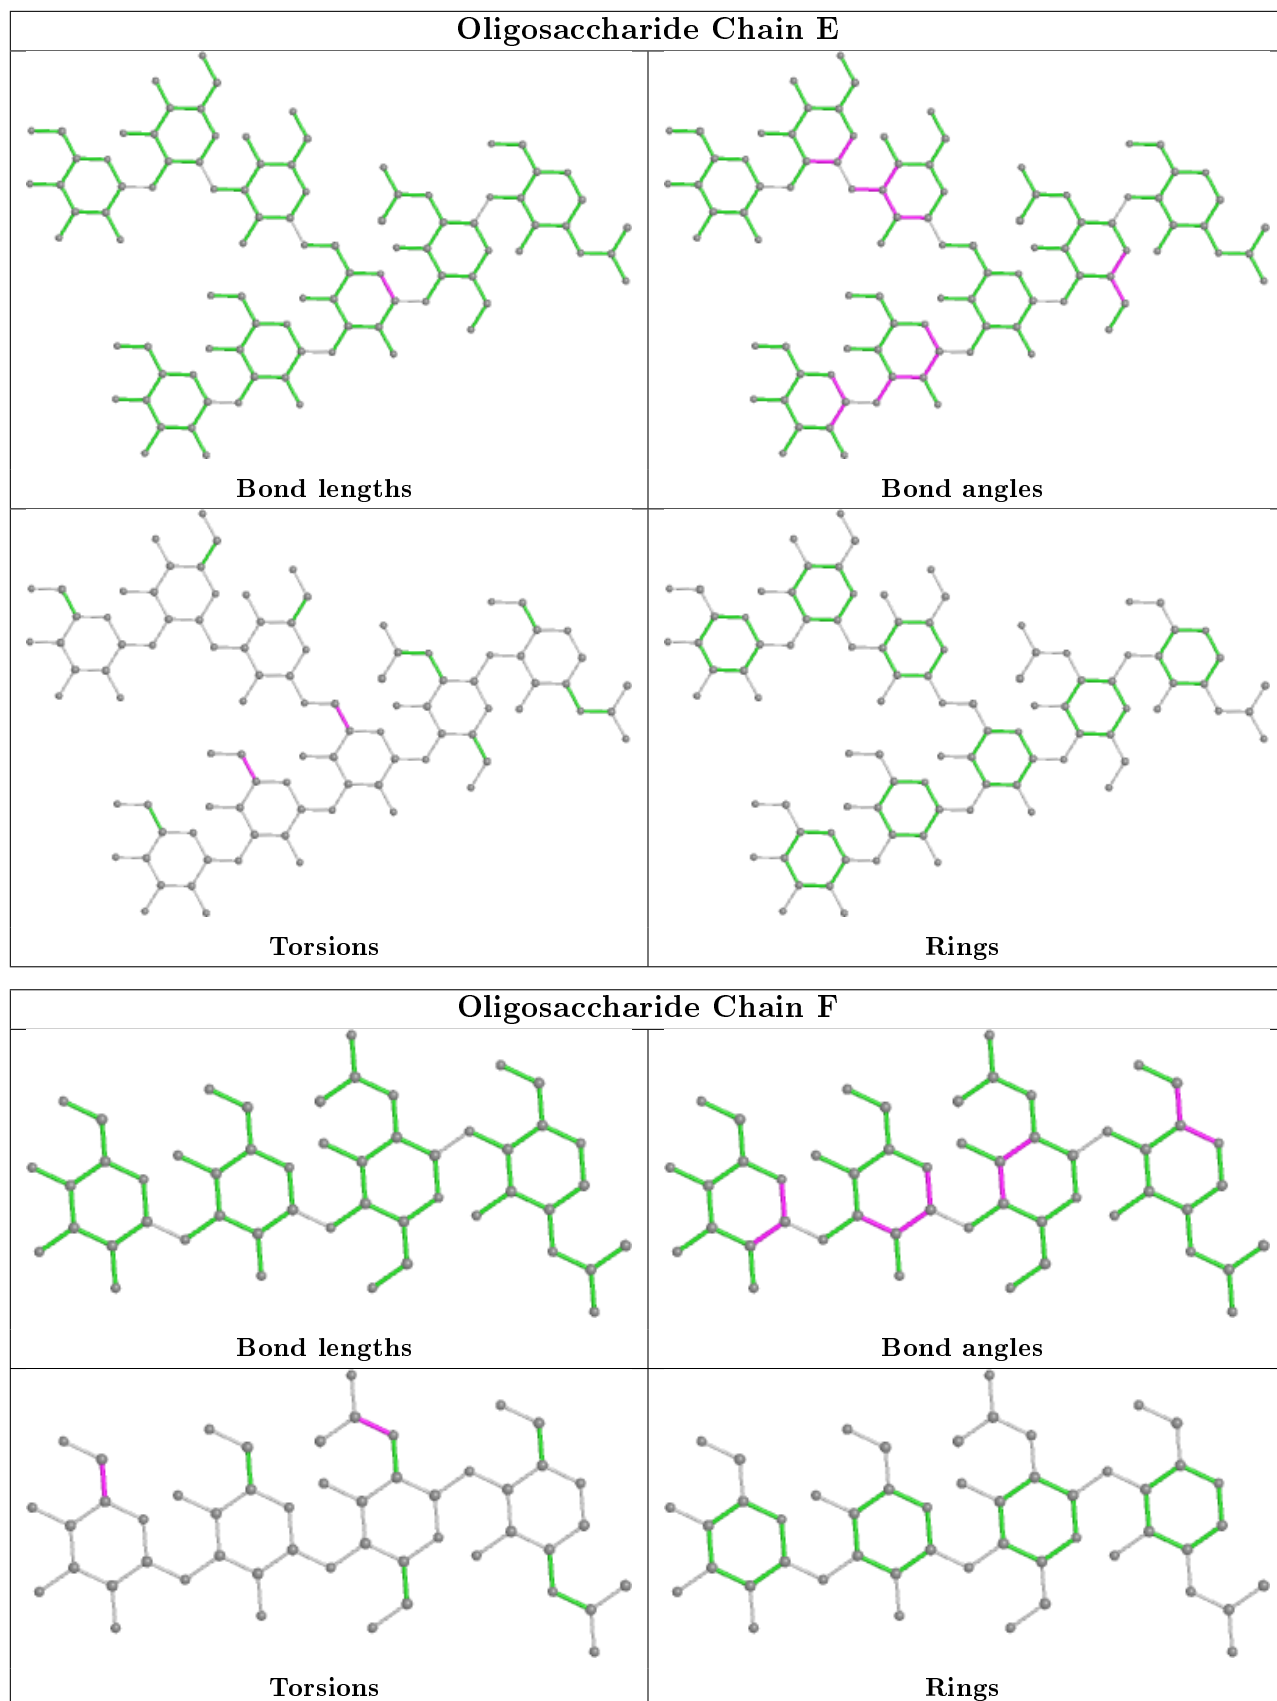 Oligosaccharide Chain E
Bond lengths
Bond angles
Torsions
Rings
Oligosaccharide Chain F
Bond lengths
Bond angles
Torsions
Rings